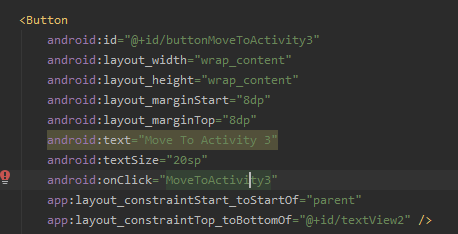 <Button
android:id="@+id/buttonMoveToActivity3"
android:layout_width="wrap_content"
android:layout_height="wrap_content"
android:layout_marginStart="8dp"
android:layout_marginTop="8dp"
android:text="Move To Activity 3"
android:textSize="20sp"
android:onClick="MoveToActivity3"
app:layout_constraintStart_toStartOf="parent"
app:layout_constraintTop_toBottomOf="@+id/textView2" />